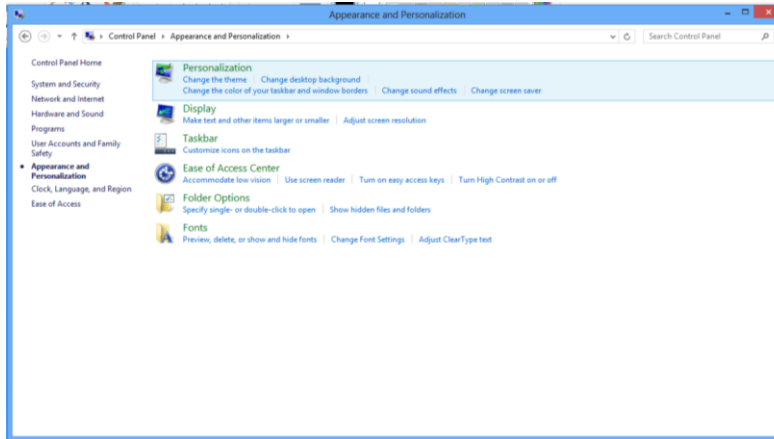 Appearance and Personalization
Control Panel Appearance and Personalization
Search Control Panel
Control Panel Home
System and Security
Network and Internet
Hardware and Sound
Programs
User Accounts and Family
Safety
Appearance and
Personalization
Clock, Language, and Region
Ease of Access
Personalization
Change the theme Change desktop background
Change the color of your taskbar and window borders Change sound effects Change screen saver
Display
Make text and other items larger or smaller Adjust screen resolution
Taskbar
Customize icons on the taskbar
Ease of Access Center
Accommodate low vision Use screen reader Turn on easy access keys Turn High Contrast on or off
Folder Options
Specify single- or double-click to open Show hidden files and folders
Fonts
Preview, delete, or show and hide fonts Change Font Settings Adjust ClearType text